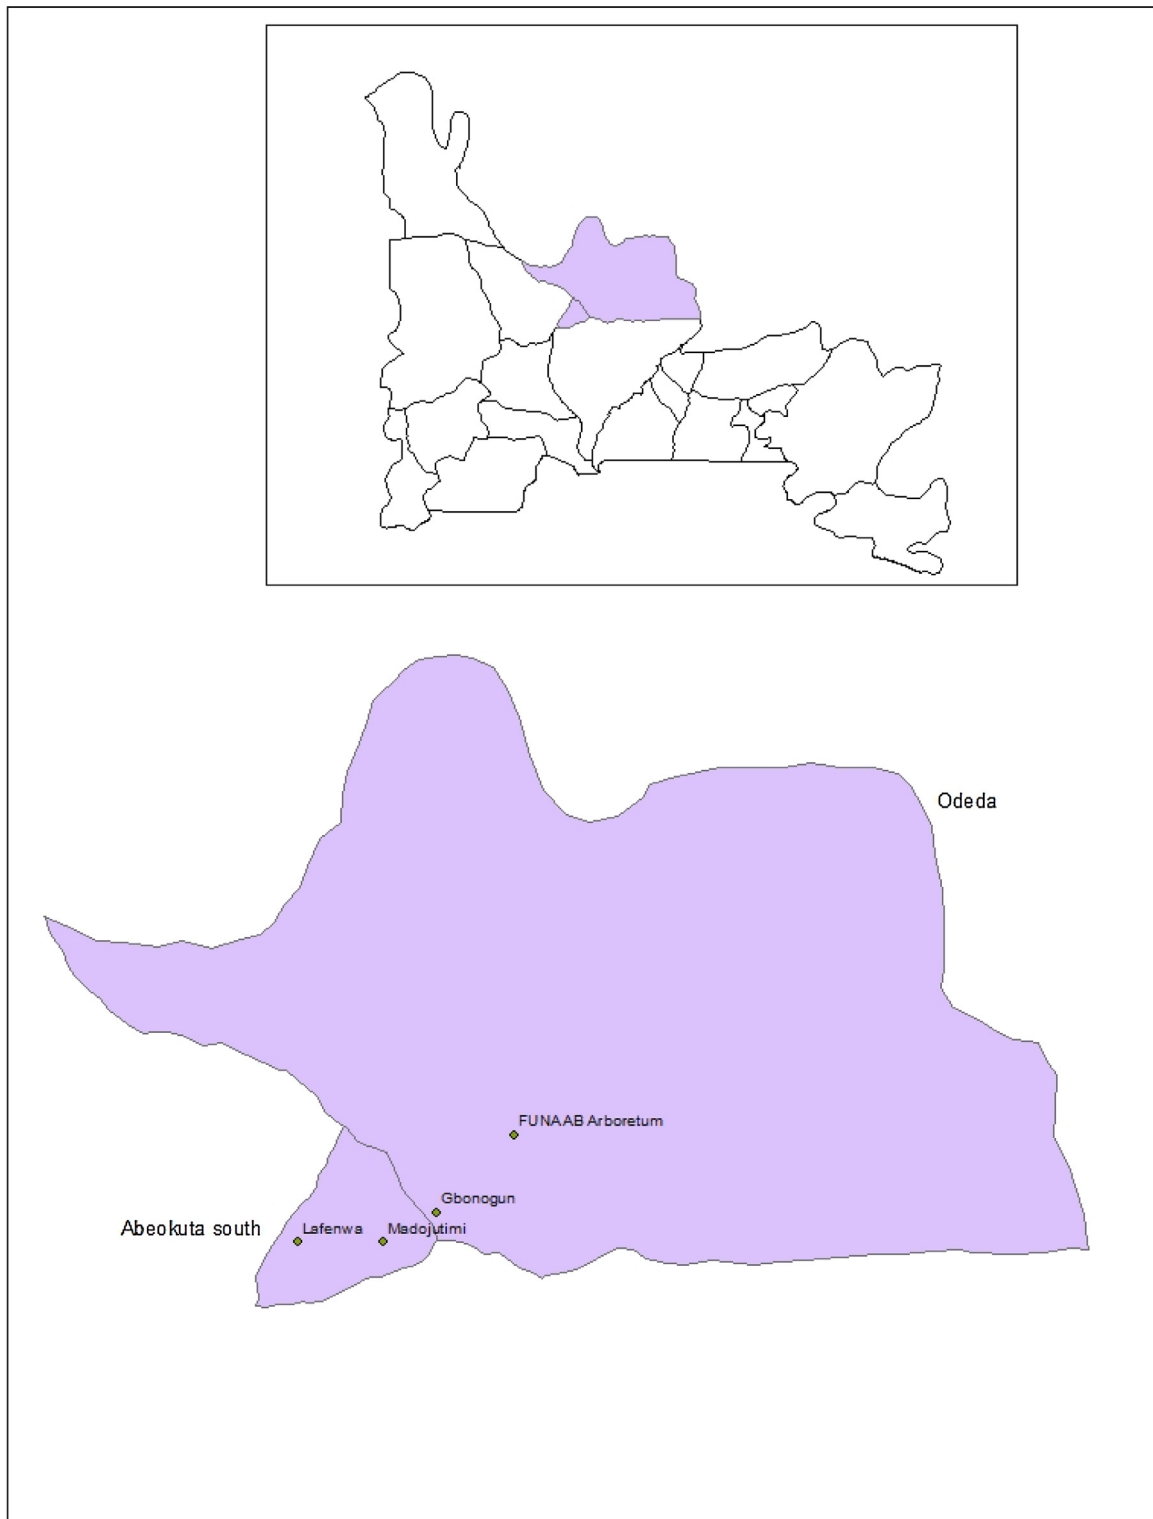 Odeda
FUNAAB Arboretum
Gbonogun
Abeokuta south
Lafenwa
Madojutimi